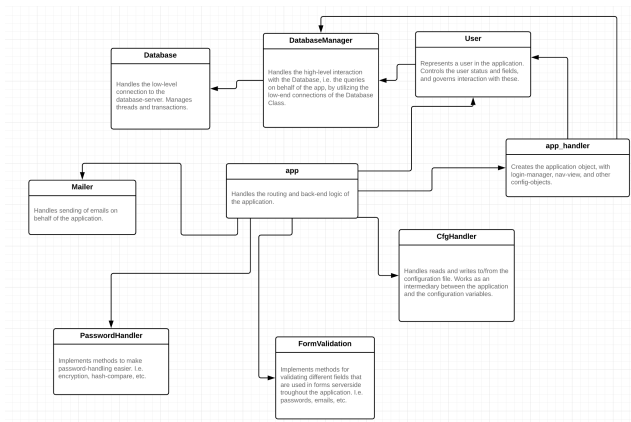 DatabaseManager
Handles the high-level interaction
with the Database, i.e. the queries
on behalf of the app, by utilizing the
low-end connections of the Database
Class.
User
Represents a user in the application.
Controls the user status and fields,
and governs interaction with these.
Database
Handles the low-level
connection to the
database-server. Manages
threads and transactions.
app_handler
Creates the application object, with
login-manager, nav-view, and other
config-objects.
app
Handles the routing and back-end logic of
the application.
Mailer
Handles sending of emails on
behalf of the application.
CfgHandler
Handles reads and writes to/from the
configuration file. Works as an
intermediary between the application
and the configuration variables.
PasswordHandler
Implements methods to make
password-handling easier. I.e.
encryption, hash-compare, etc.
FormValidation
Implements methods for
validating different fields that
are used in forms serverside
troughout the application. I.e.
passwords, emails, etc.